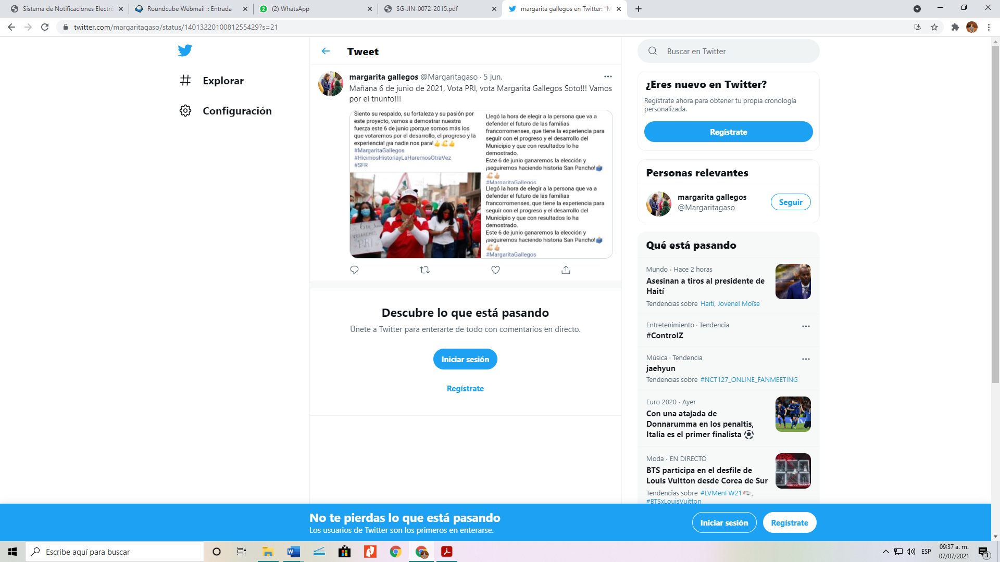 Sistema de Notificaciones Electró
Roundcube Webmail :: Entrada
(2) WhatsApp
SG-JIN-0072-2015.pdf
margarita gallegos en Twitter: "M
twitter.com/margaritagaso/status/1401322010081255429?s=21
Explorar
Configuración
Tweet
margarita gallegos @Margaritagaso · 5 jun.
Mañana 6 de junio de 2021, Vota PRI, vota Margarita Gallegos Soto!!! Vamos
por el triunfo!!!
Siento su respaldo, su fortaleza y su pasión por
este proyecto, vamos a demostrar nuestra
fuerza este 6 de junio ¡porque somos más los
que votaremos por el desarrollo, el progreso y la
experiencia! ¡ya nadie nos para!👍💪👍
#MargaritaGallegos
#HicimosHistoriayLaHaremosOtraVez
#SFR
VOTAREMOS
PRI
Llegó la hora de elegir a la persona que va a
defender el futuro de las familias
francorromenses, que tiene la experiencia para
seguir con el progreso y el desarrollo del
Municipio y que con resultados lo ha
demostrado.
Este 6 de junio ganaremos la elección y
¡seguiremos haciendo historia San Pancho!🗳️
💪👍
#MargaritaGallegos
Llegó la hora de elegir a la persona que va a
defender el futuro de las familias
francorromenses, que tiene la experiencia para
seguir con el progreso y el desarrollo del
Municipio y que con resultados lo ha
demostrado.
Este 6 de junio ganaremos la elección y
¡seguiremos haciendo historia San Pancho!🗳️
💪👍
#MargaritaGallegos
Descubre lo que está pasando
Únete a Twitter para enterarte de todo con comentarios en directo.
Iniciar sesión
Regístrate
Buscar en Twitter
¿Eres nuevo en Twitter?
Regístrate ahora para obtener tu propia cronología
personalizada.
Regístrate
Personas relevantes
margarita gallegos
@Margaritagaso
Seguir
Qué está pasando
Mundo · Hace 2 horas
Asesinan a tiros al presidente de
Haití
Tendencias sobre Haití, Jovenel Moïse
Entretenimiento · Tendencia
#ControlZ
Música · Tendencia
jaehyun
Tendencias sobre #NCT127_ONLINE_FANMEETING
Euro 2020 · Ayer
Con una atajada de
Donnarumma en los penaltis,
Italia es el primer finalista ⚽
Moda · EN DIRECTO
BTS participa en el desfile de
Louis Vuitton desde Corea de Sur
Tendencias sobre #LVMenFW21,
#BTSxLouisVuitton
No te pierdas lo que está pasando
Los usuarios de Twitter son los primeros en enterarse.
Iniciar sesión
Regístrate
Escribe aquí para buscar
ESP
09:37 a. m.
07/07/2021
3